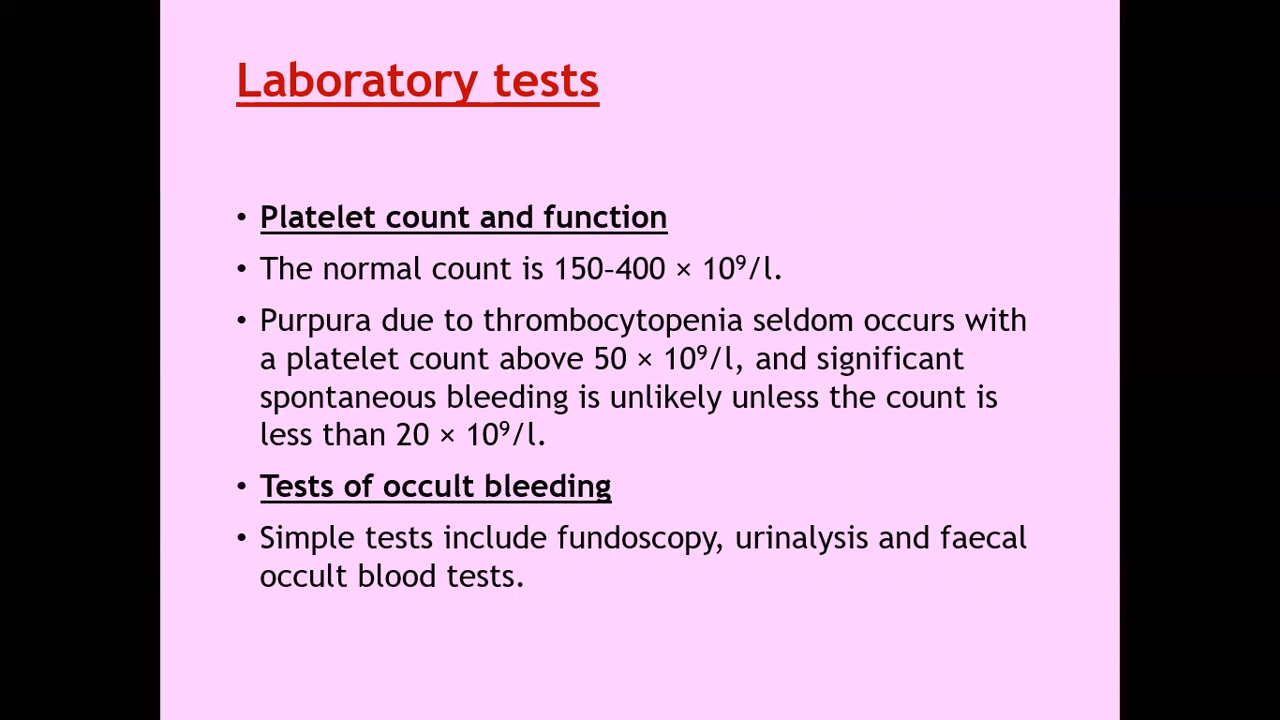 Laboratory tests
• Platelet count and function
• The normal count is 150–400 × 10⁹/l.
• Purpura due to thrombocytopenia seldom occurs with
a platelet count above 50 × 10⁹/l, and significant
spontaneous bleeding is unlikely unless the count is
less than 20 × 10⁹/l.
• Tests of occult bleeding
• Simple tests include fundoscopy, urinalysis and faecal
occult blood tests.